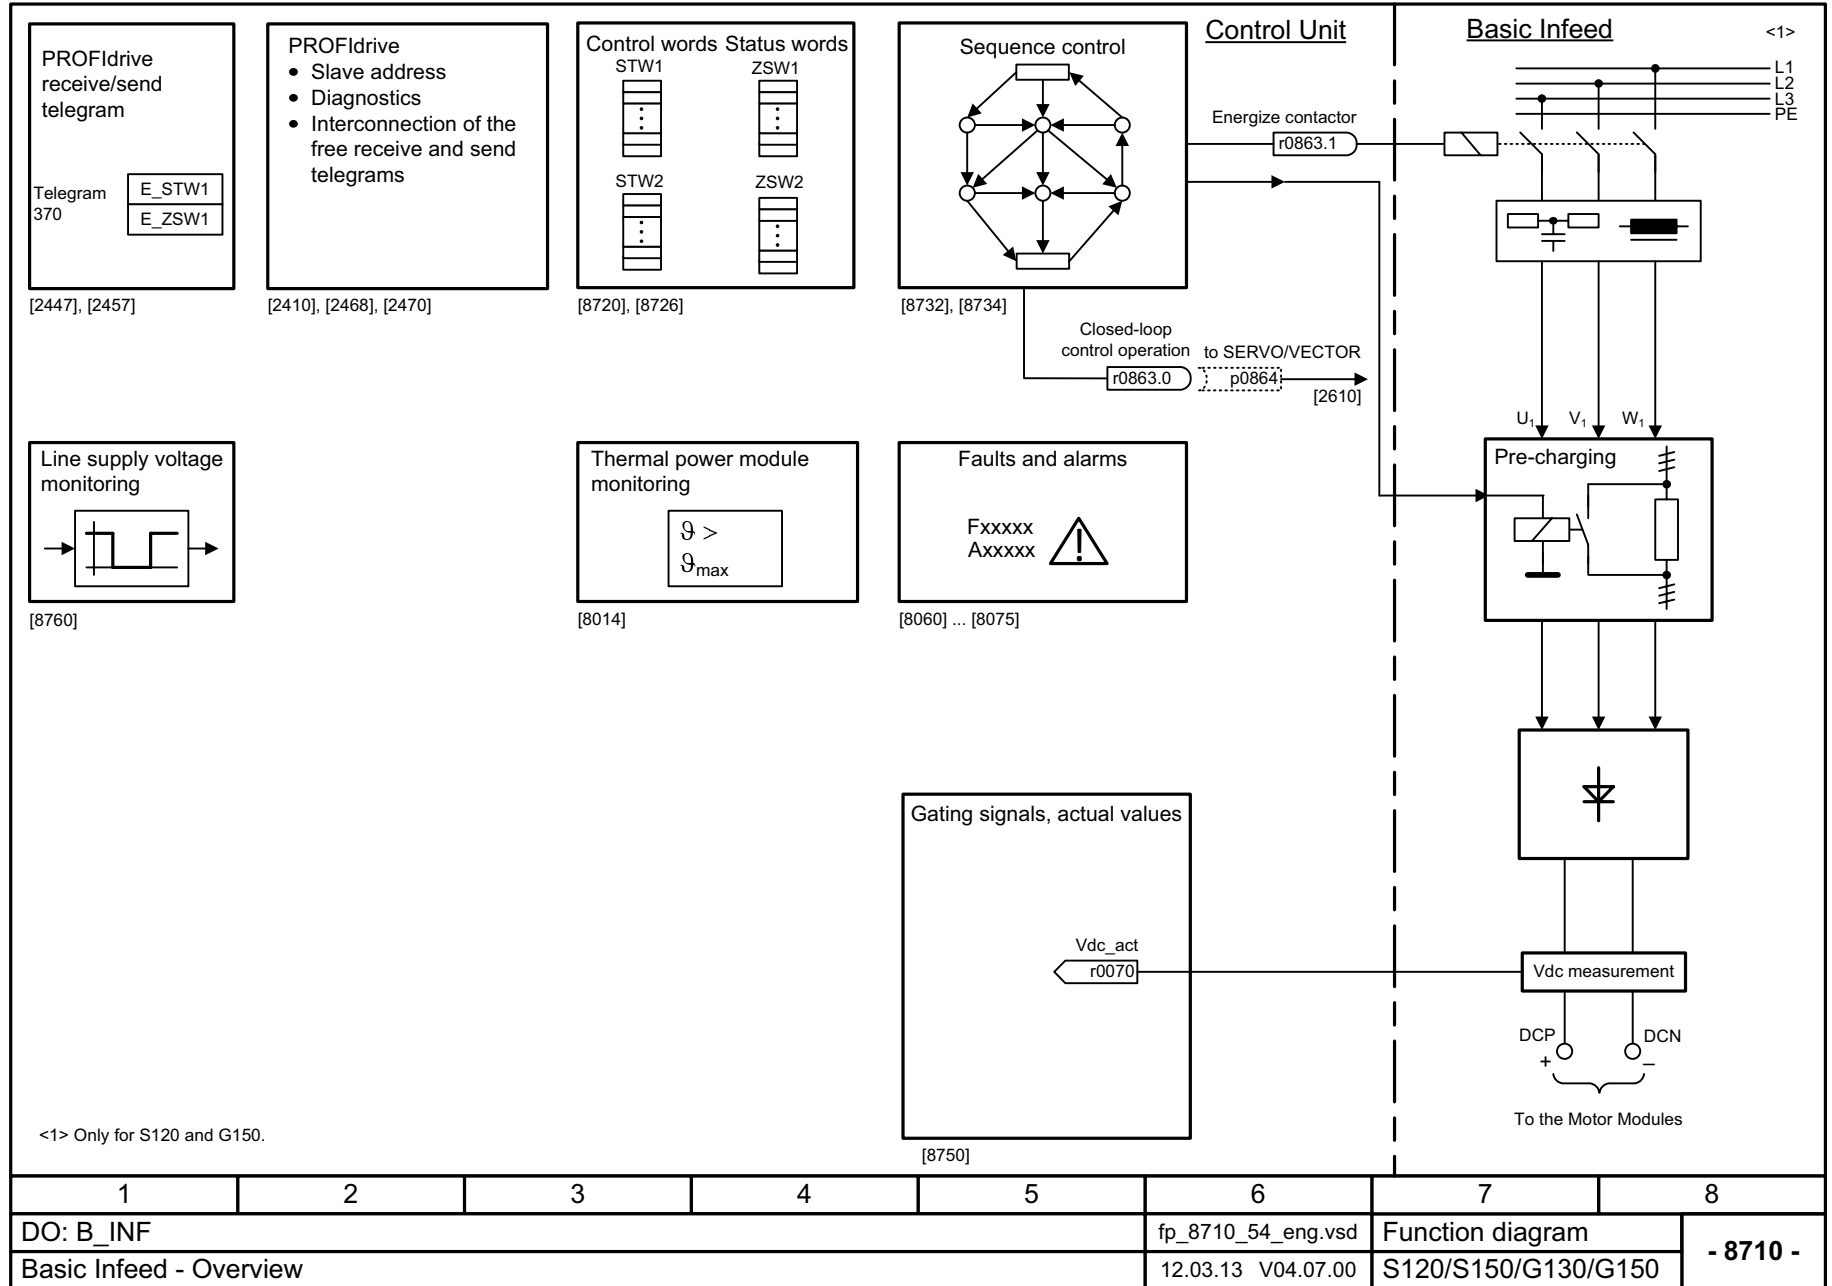 PROFIdrive
receive/send
telegram
Telegram
370
E_STW1
E_ZSW1
[2447], [2457]
PROFIdrive
• Slave address
• Diagnostics
• Interconnection of the
free receive and send
telegrams
[2410], [2468], [2470]
Control words Status words
STW1 ZSW1
STW2 ZSW2
[8720], [8726]
Sequence control
[8732], [8734]
Control Unit
Energize contactor
r0863.1
Closed-loop
control operation
r0863.0
to SERVO/VECTOR
p0864
[2610]
Basic Infeed
<1>
L1
L2
L3
PE
U1 V1 W1
Pre-charging
Line supply voltage
monitoring
[8760]
Thermal power module
monitoring
ϑ >
ϑmax
[8014]
Faults and alarms
Fxxxxx
Axxxxx
!
[8060] ... [8075]
Gating signals, actual values
Vdc_act
r0070
[8750]
Vdc measurement
DCP DCN
+ –
To the Motor Modules
<1> Only for S120 and G150.
1 2 3 4 5 6 7 8
DO: B_INF
fp_8710_54_eng.vsd
Function diagram
- 8710 -
Basic Infeed - Overview
12.03.13 V04.07.00
S120/S150/G130/G150